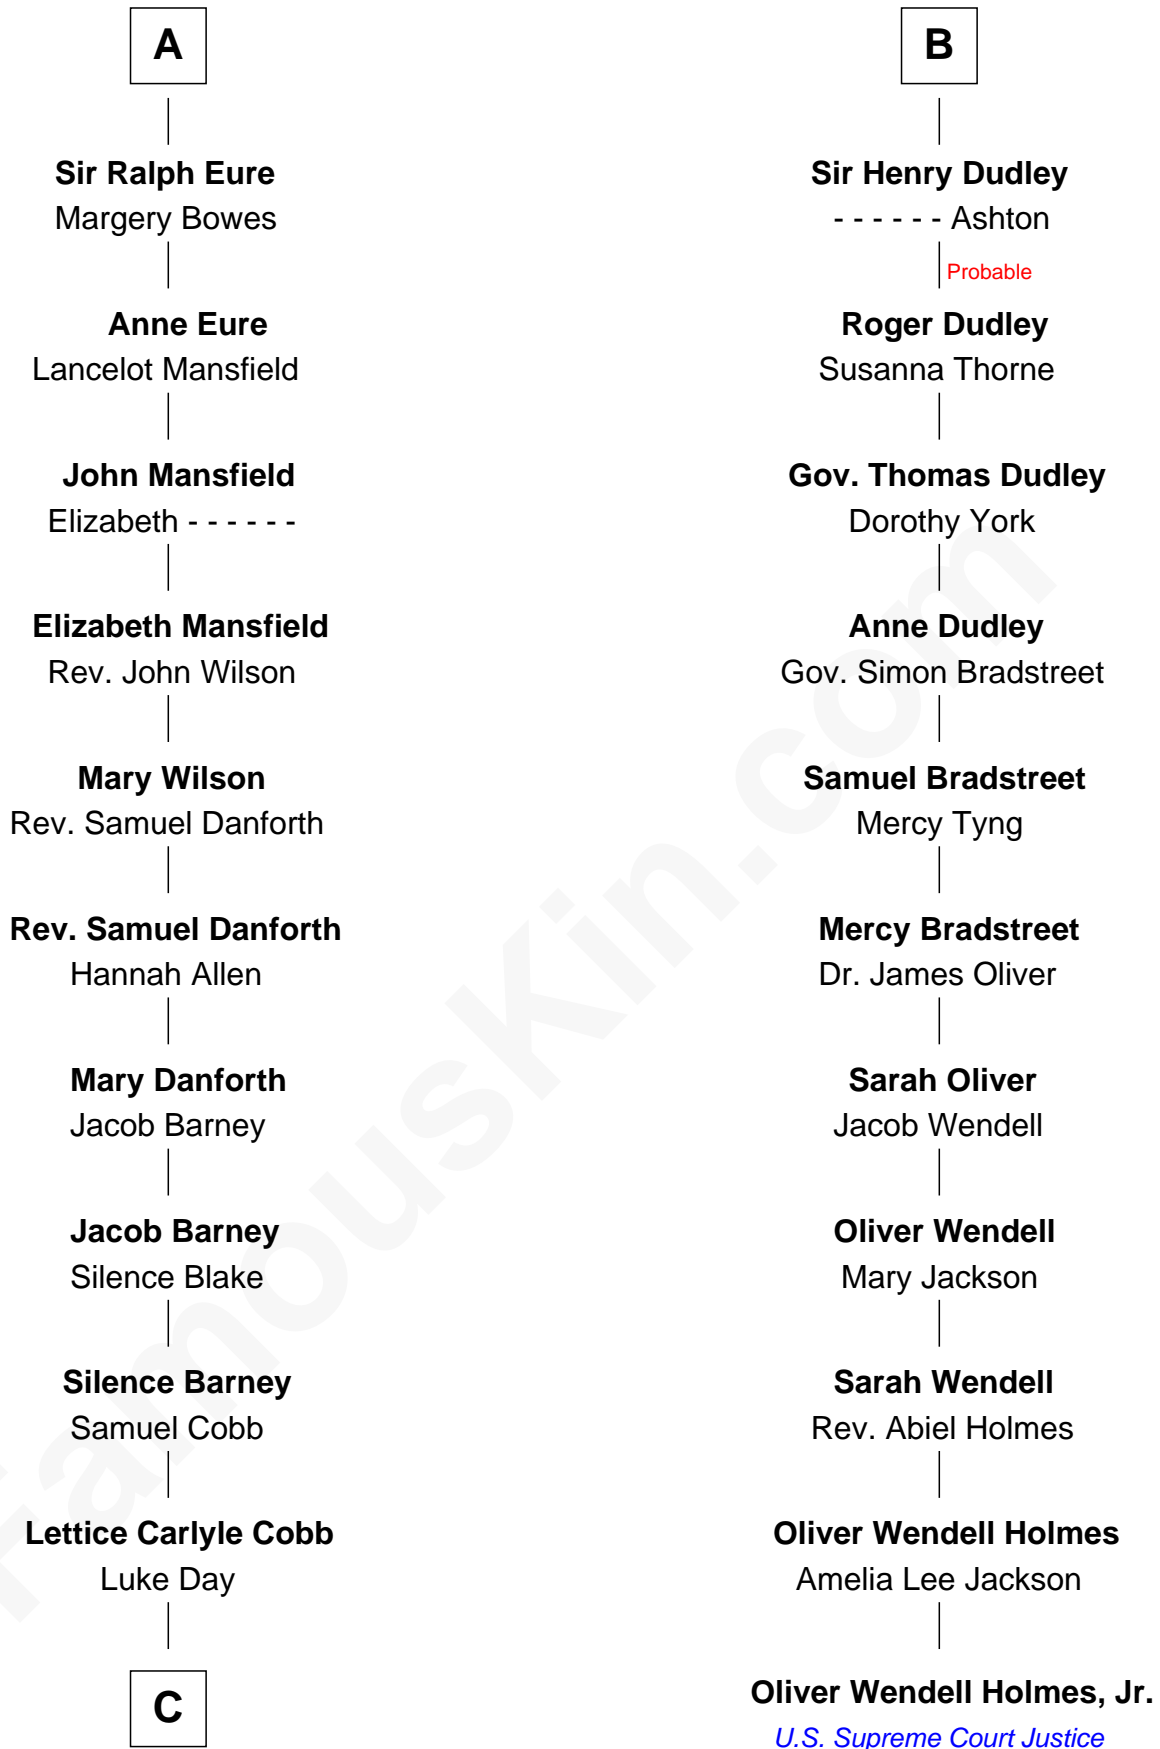 A
Sir Ralph Eure
Margery Bowes
Anne Eure
Lancelot Mansfield
John Mansfield
Elizabeth - - - - - -
Elizabeth Mansfield
Rev. John Wilson
Mary Wilson
Rev. Samuel Danforth
Rev. Samuel Danforth
Hannah Allen
Mary Danforth
Jacob Barney
Jacob Barney
Silence Blake
Silence Barney
Samuel Cobb
Lettice Carlyle Cobb
Luke Day
C
B
Sir Henry Dudley
- - - - - - Ashton
Probable
Roger Dudley
Susanna Thorne
Gov. Thomas Dudley
Dorothy York
Anne Dudley
Gov. Simon Bradstreet
Samuel Bradstreet
Mercy Tyng
Mercy Bradstreet
Dr. James Oliver
Sarah Oliver
Jacob Wendell
Oliver Wendell
Mary Jackson
Sarah Wendell
Rev. Abiel Holmes
Oliver Wendell Holmes
Amelia Lee Jackson
Oliver Wendell Holmes, Jr.
U.S. Supreme Court Justice
FamousKin.com